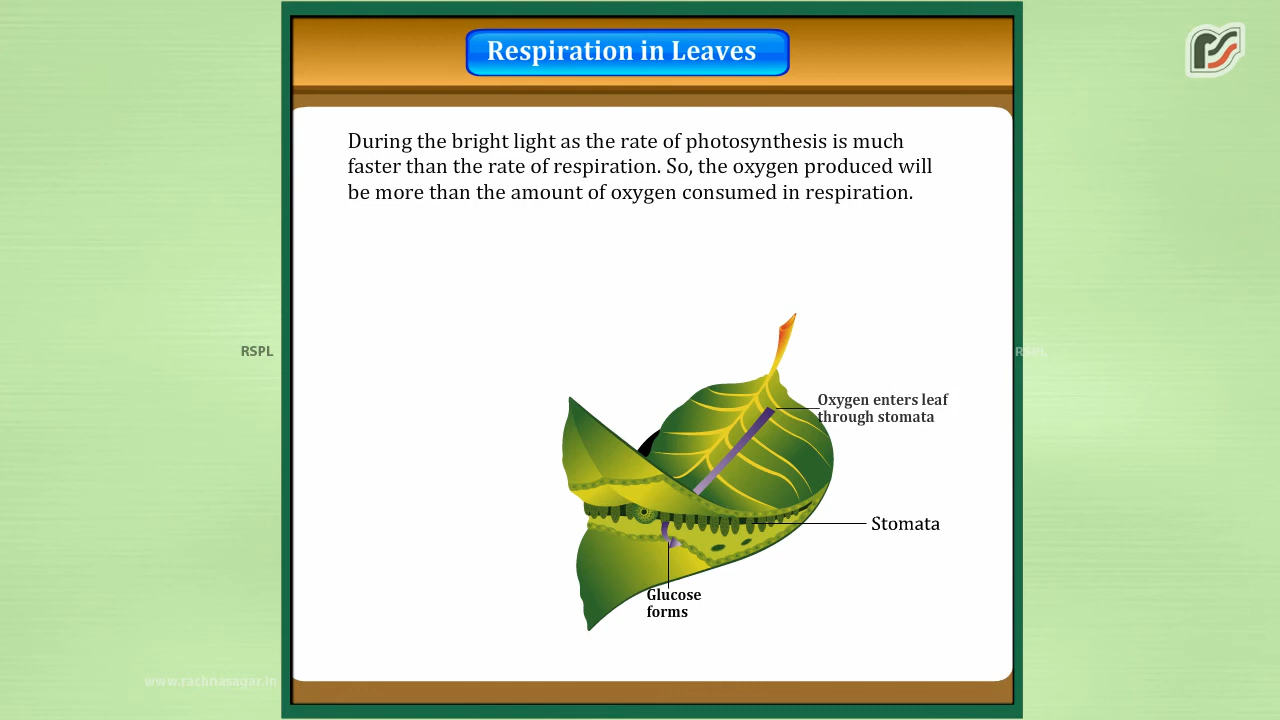 Respiration in Leaves
During the bright light as the rate of photosynthesis is much
faster than the rate of respiration. So, the oxygen produced will
be more than the amount of oxygen consumed in respiration.
RSPL
RSPL
Oxygen enters leaf
through stomata
Stomata
Glucose
forms
www.rachnasagar.in